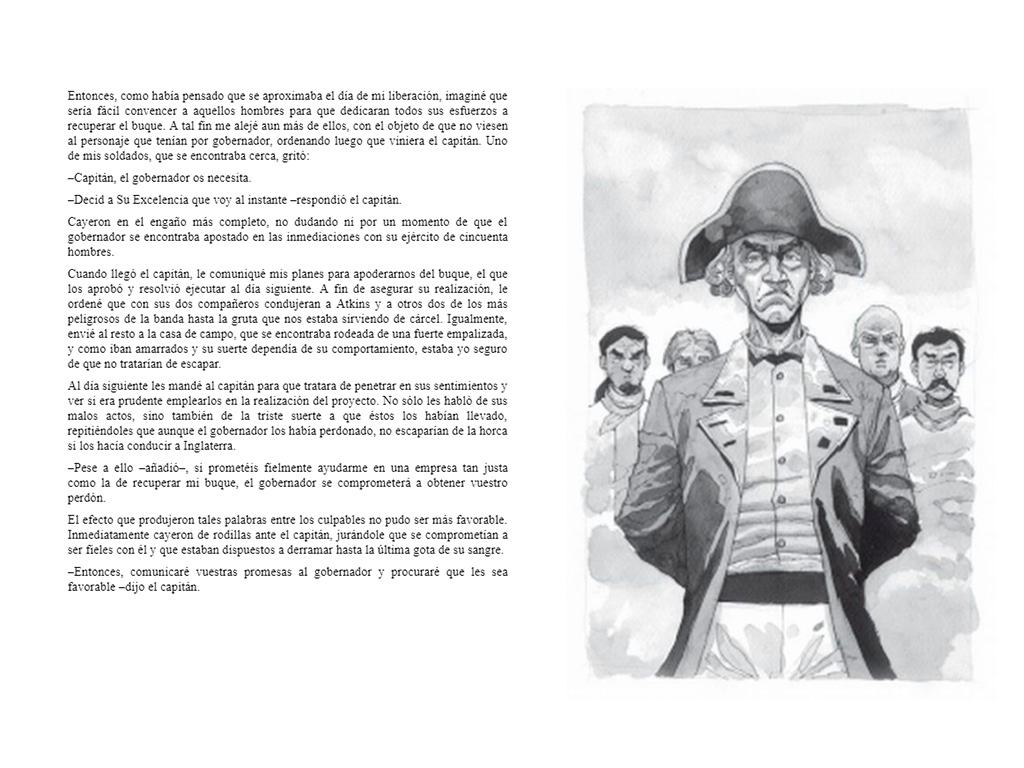 Entonces, como había pensado que se aproximaba el día de mi liberación, imaginé que
sería fácil convencer a aquellos hombres para que dedicaran todos sus esfuerzos a
recuperar el buque. A tal fin me alejé aun más de ellos, con el objeto de que no viesen
al personaje que tenían por gobernador, ordenando luego que viniera el capitán. Uno
de mis soldados, que se encontraba cerca, gritó:
–Capitán, el gobernador os necesita.
–Decid a Su Excelencia que voy al instante –respondió el capitán.
Cayeron en el engaño más completo, no dudando ni por un momento de que el
gobernador se encontraba apostado en las inmediaciones con su ejército de cincuenta
hombres.
Cuando llegó el capitán, le comuniqué mis planes para apoderarnos del buque, el que
los aprobó y resolvió ejecutar al día siguiente. A fin de asegurar su realización, le
ordené que con sus dos compañeros condujeran a Atkins y a otros dos de los más
peligrosos de la banda hasta la gruta que nos estaba sirviendo de cárcel. Igualmente,
envié al resto a la casa de campo, que se encontraba rodeada de una fuerte empalizada,
y como iban amarrados y su suerte dependía de su comportamiento, estaba yo seguro
de que no tratarían de escapar.
Al día siguiente les mandé al capitán para que tratara de penetrar en sus sentimientos y
ver si era prudente emplearlos en la realización del proyecto. No sólo les habló de sus
malos actos, sino también de la triste suerte a que éstos los habían llevado,
repitiéndoles que aunque el gobernador los había perdonado, no escaparían de la horca
si los hacía conducir a Inglaterra.
–Pese a ello –añadió–, si prometéis fielmente ayudarme en una empresa tan justa
como la de recuperar mi buque, el gobernador se comprometerá a obtener vuestro
perdón.
El efecto que produjeron tales palabras entre los culpables no pudo ser más favorable.
Inmediatamente cayeron de rodillas ante el capitán, jurándole que se comprometían a
ser fieles con él y que estaban dispuestos a derramar hasta la última gota de su sangre.
–Entonces, comunicaré vuestras promesas al gobernador y procuraré que les sea
favorable –dijo el capitán.